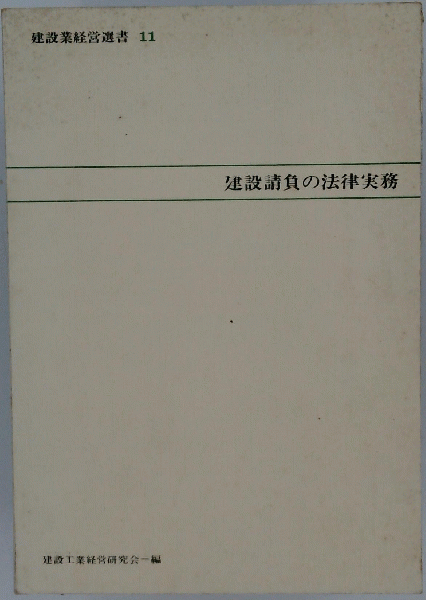 建設業経営選書 11
建設請負の法律実務
建設工業経営研究会一編